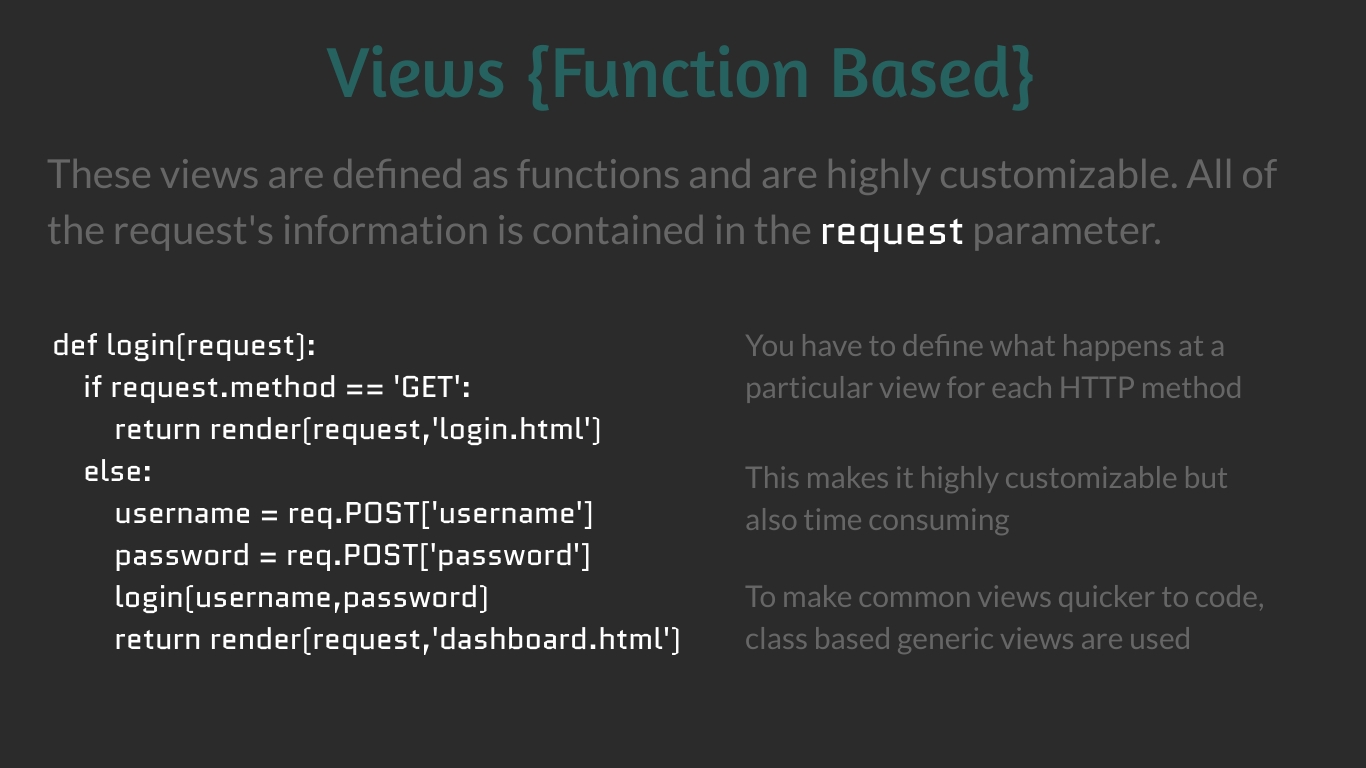 Views {Function Based}
These views are defined as functions and are highly customizable. All of
the request's information is contained in the request parameter.
def login(request):
if request.method == 'GET':
return render(request,'login.html')
else:
username = req.POST['username']
password = req.POST['password']
login(username,password)
return render(request,'dashboard.html')
You have to define what happens at a
particular view for each HTTP method
This makes it highly customizable but
also time consuming
To make common views quicker to code,
class based generic views are used